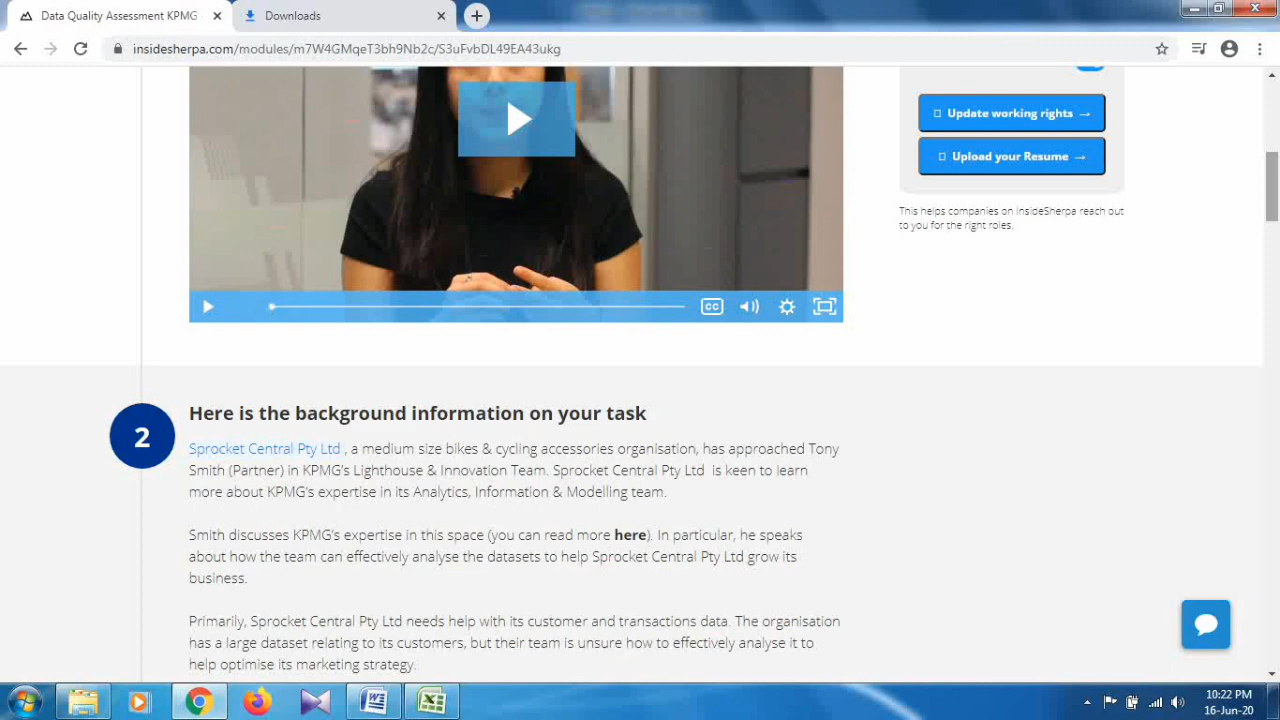 Data Quality Assessment KPMG
Downloads
insidesherpa.com/modules/m7W4GMqeT3bh9Nb2c/S3uFvbDL49EA43ukg
Update working rights →
Upload your Resume →
This helps companies on InsideSherpa reach out
to you for the right roles.
CC
2
Here is the background information on your task
Sprocket Central Pty Ltd , a medium size bikes & cycling accessories organisation, has approached Tony
Smith (Partner) in KPMG's Lighthouse & Innovation Team. Sprocket Central Pty Ltd is keen to learn
more about KPMG's expertise in its Analytics, Information & Modelling team.
Smith discusses KPMG's expertise in this space (you can read more here). In particular, he speaks
about how the team can effectively analyse the datasets to help Sprocket Central Pty Ltd grow its
business.
Primarily, Sprocket Central Pty Ltd needs help with its customer and transactions data. The organisation
has a large dataset relating to its customers, but their team is unsure how to effectively analyse it to
help optimise its marketing strategy.
10:22 PM
16-Jun-20